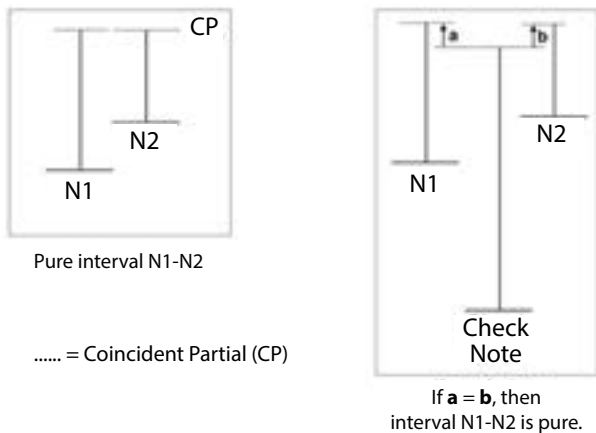 CP
N2
N1
Pure interval N1-N2
...... = Coincident Partial (CP)
a
b
N2
N1
Check
Note
If a = b, then
interval N1-N2 is pure.